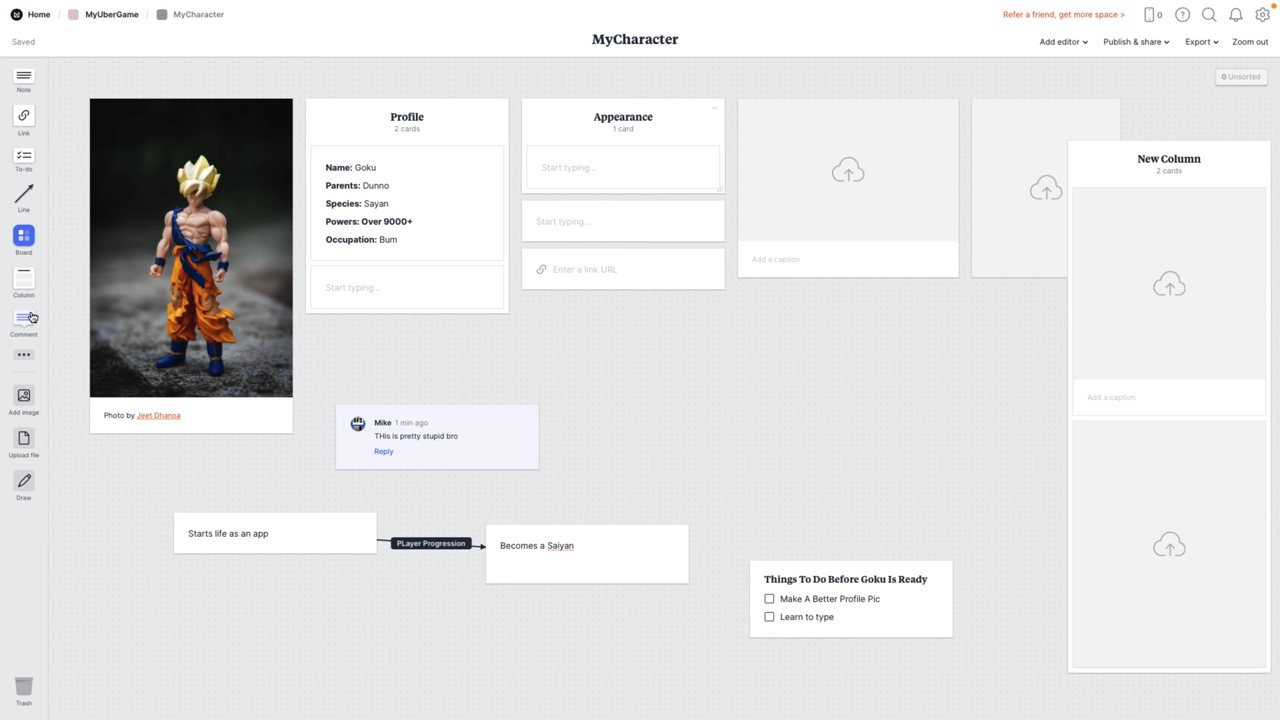 Home / MyUberGame / MyCharacter
Refer a friend, get more space >
0
Saved
MyCharacter
Add editor
Publish & share
Export
Zoom out
0 Unsorted
Note
Link
To-do
Line
Board
Column
Comment
Add image
Upload file
Draw
Trash
Photo by Jeet Dhanoa
Profile
2 cards
Name: Goku
Parents: Dunno
Species: Sayan
Powers: Over 9000+
Occupation: Bum
Start typing...
Appearance
1 card
Start typing...
Start typing...
Enter a link URL
Add a caption
New Column
2 cards
Add a caption
Mike 1 min ago
THis is pretty stupid bro
Reply
Starts life as an app
PLayer Progression
Becomes a Saiyan
Things To Do Before Goku Is Ready
Make A Better Profile Pic
Learn to type